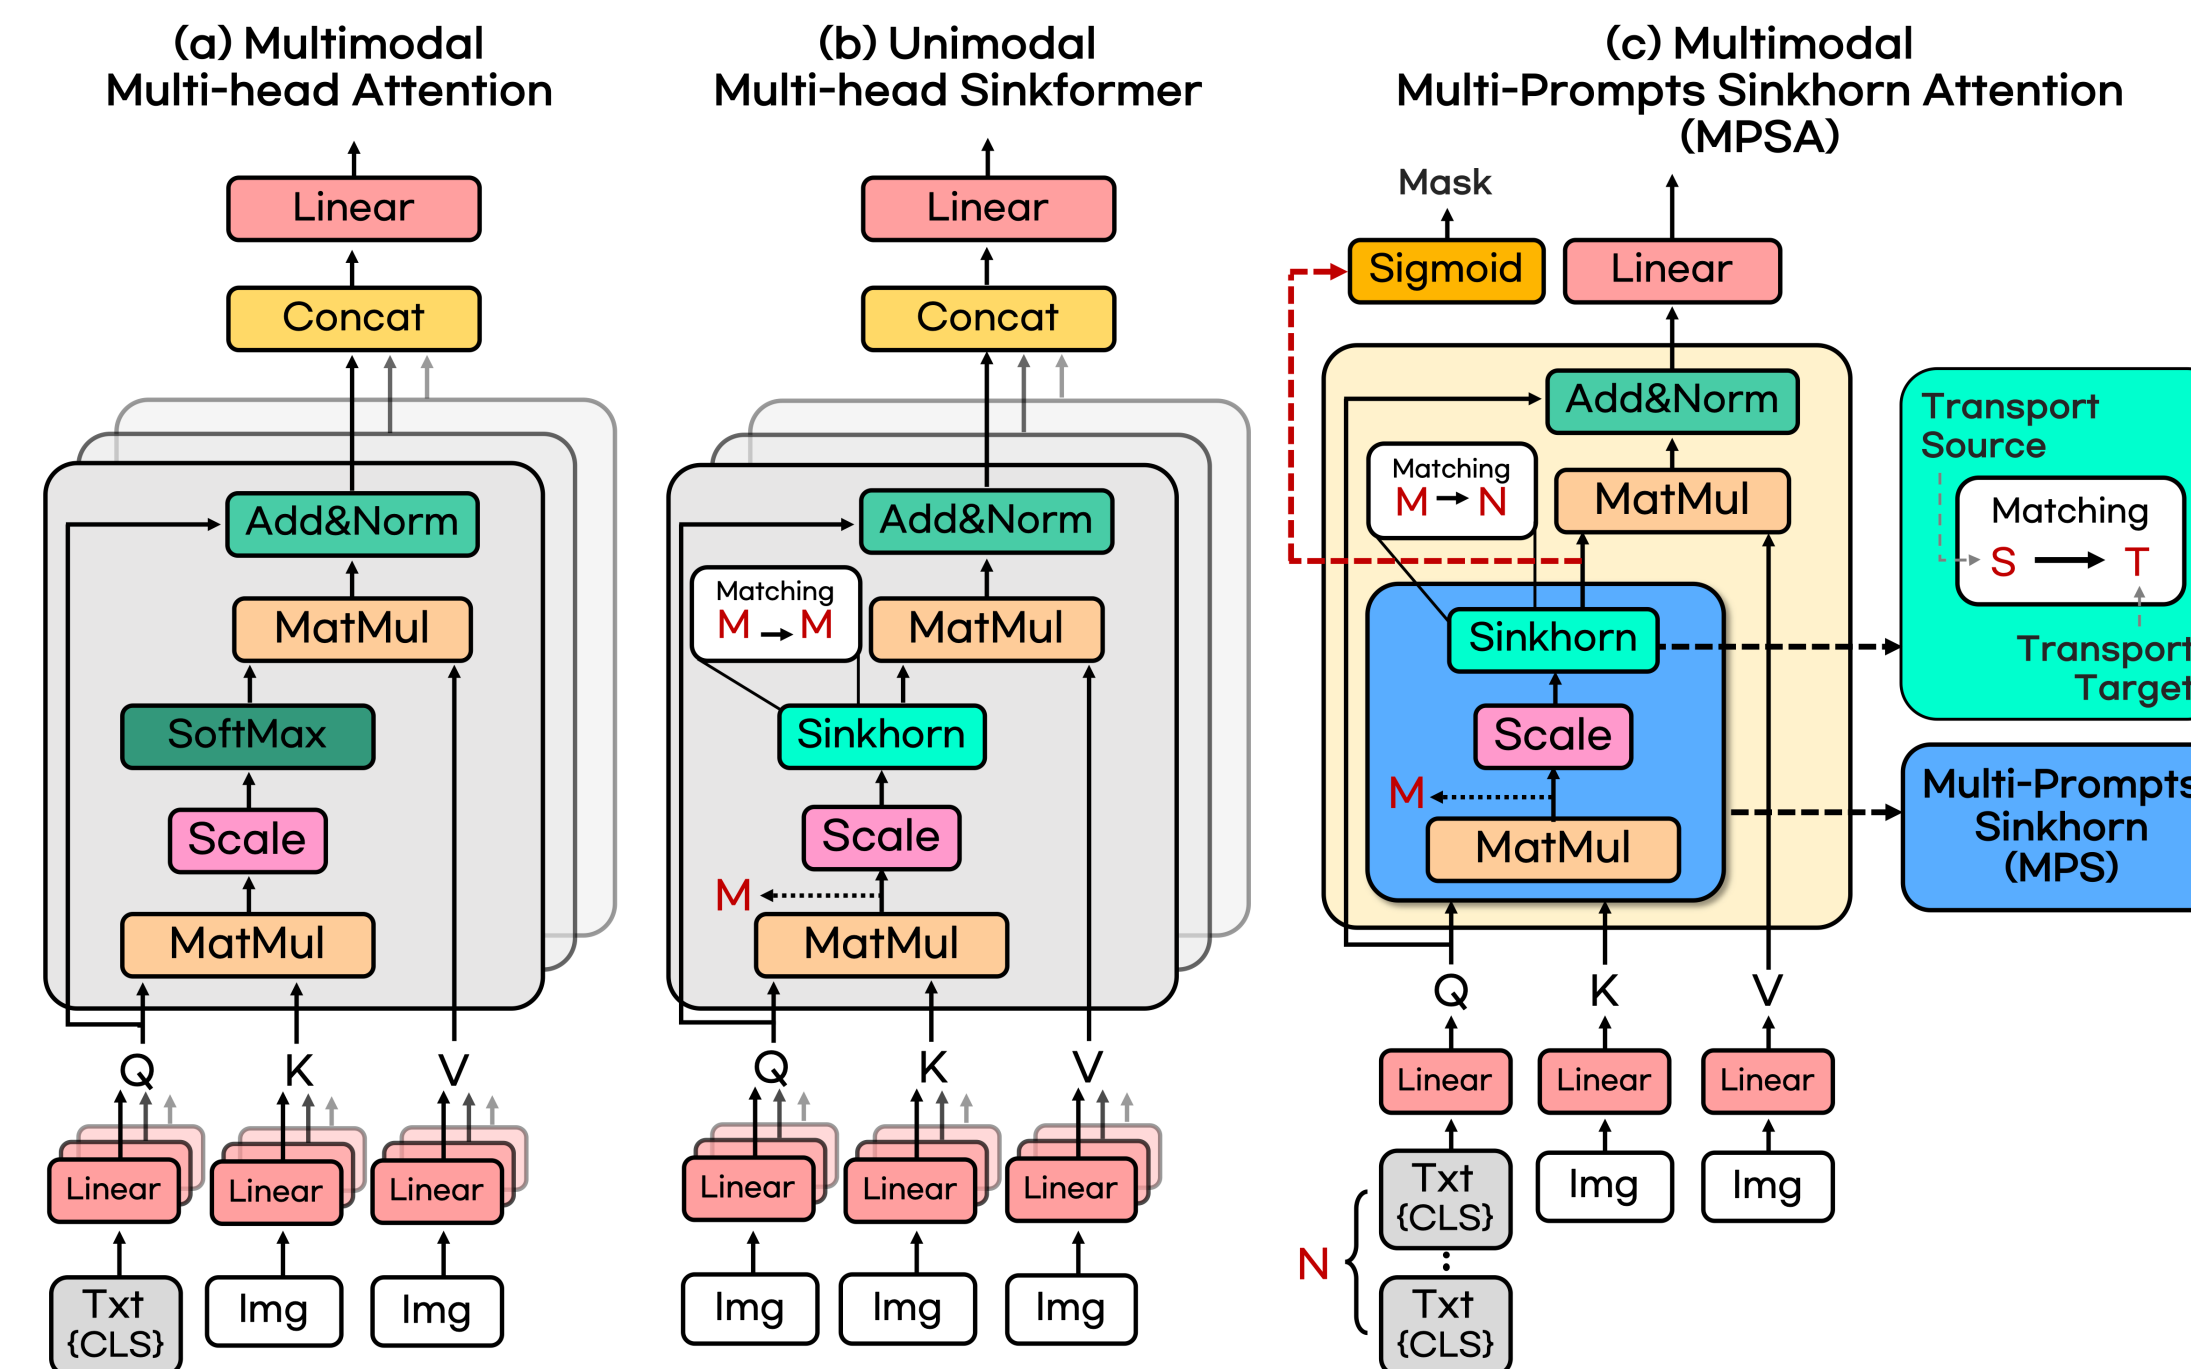 (a) Multimodal
Multi-head Attention
Linear
Concat
Add&Norm
MatMul
SoftMax
Scale
MatMul
Q K V
Linear Linear Linear
Txt
{CLS}
Img Img
(b) Unimodal
Multi-head Sinkformer
Linear
Concat
Add&Norm
Matching
M → M
MatMul
Sinkhorn
Scale
M
MatMul
Q K V
Linear Linear Linear
Img Img Img
(c) Multimodal
Multi-Prompts Sinkhorn Attention
(MPSA)
Mask
Sigmoid Linear
Add&Norm
Matching
M → N
MatMul
Sinkhorn
Scale
M
MatMul
Q K V
Linear Linear Linear
Txt
{CLS}
Img Img
N
Txt
{CLS}
Transport
Source
Matching
S → T
Transport
Target
Multi-Prompts
Sinkhorn
(MPS)